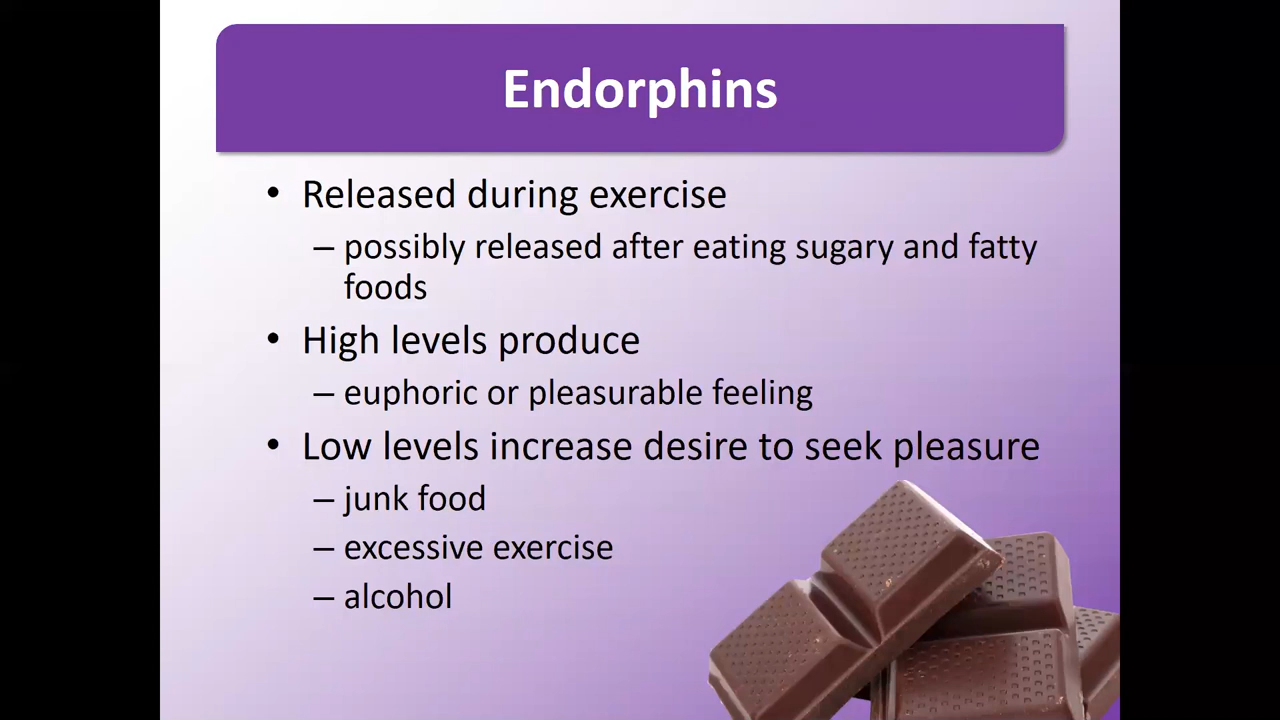 Endorphins
• Released during exercise
– possibly released after eating sugary and fatty
foods
• High levels produce
– euphoric or pleasurable feeling
• Low levels increase desire to seek pleasure
– junk food
– excessive exercise
– alcohol